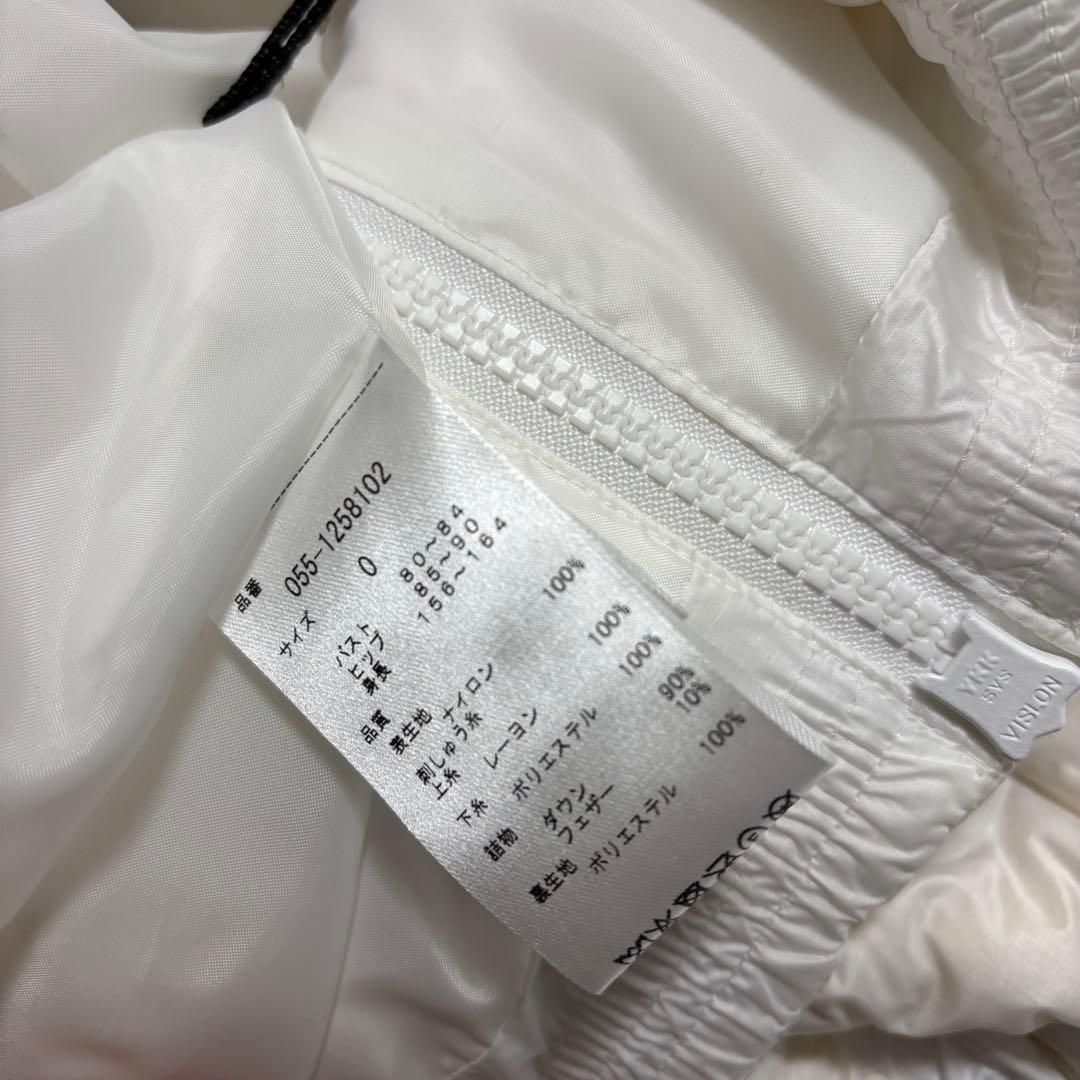 品番 055-1258102
サイズ 0
バスト 80～84
ヒップ 85～90
身長 156～164
品質
表生地 ナイロン 100%
刺しゅう糸
上糸 レーヨン 100%
下糸 ポリエステル 100%
詰物 ダウン 90%
フェザー 10%
裏生地 ポリエステル 100%
YKK
5VS
VISLON